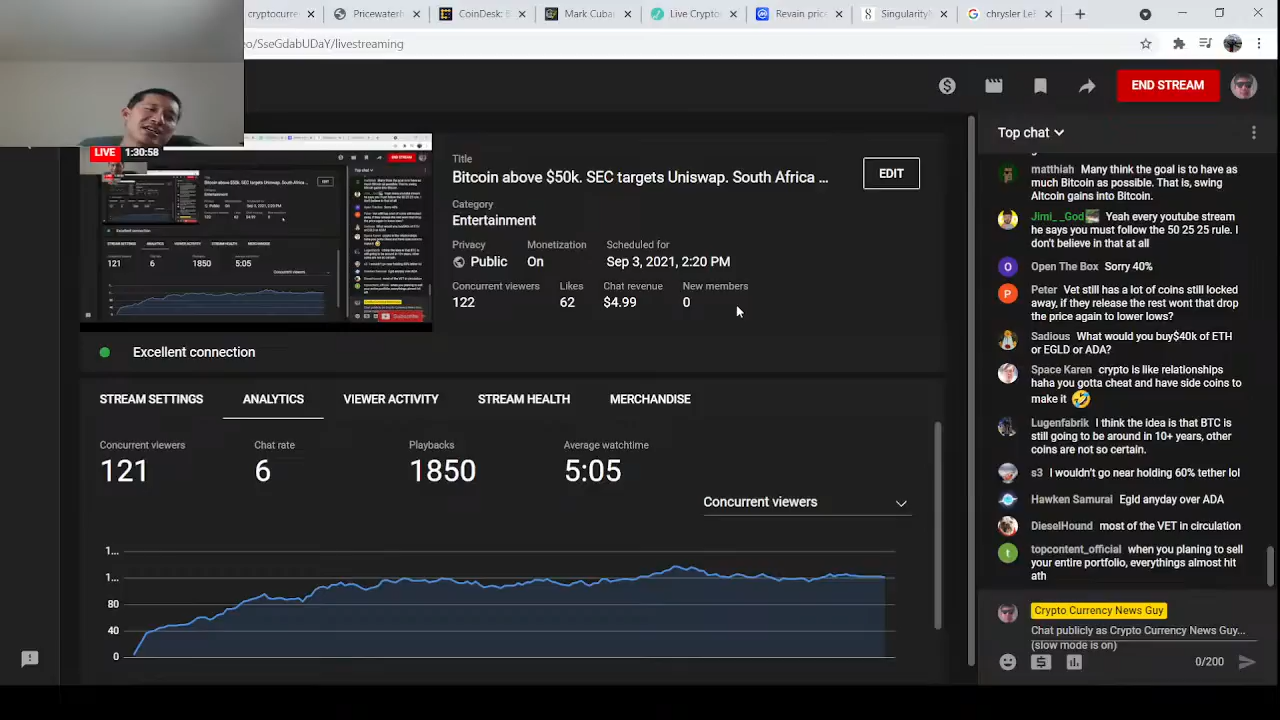 cryptocurre
Pricewaterh
CoinDesk: B
Mark Cuban
Live Crypto
Revain price
Singularity
chrysler LeB
eo/SseGdabUDaY/livestreaming
END STREAM
LIVE 1:30:58
Title
Bitcoin above $50k. SEC targets Uniswap. South Africa ...
EDIT
Category
Entertainment
Privacy
Monetization
Scheduled for
Public
On
Sep 3, 2021, 2:20 PM
Concurrent viewers
Likes
Chat revenue
New members
122
62
$4.99
0
Excellent connection
STREAM SETTINGS
ANALYTICS
VIEWER ACTIVITY
STREAM HEALTH
MERCHANDISE
Concurrent viewers
Chat rate
Playbacks
Average watchtime
121
6
1850
5:05
Concurrent viewers
1...
1...
80
40
0
Top chat
matthiah Many think the goal is to have as
much Bitcoin as possible. That is, swing
Altcoin gains into Bitcoin.
Jimi_ _God Yeah every youtube stream
he says you must follow the 50 25 25 rule. I
don't believe in that at all
Open The Box Sorry 40%
Peter Vet still has a lot of coins still locked
away, if they release the rest wont that drop
the price again to lower lows?
Sadious What would you buy$40k of ETH
or EGLD or ADA?
Space Karen crypto is like relationships
haha you gotta cheat and have side coins to
make it 🤣
Lugenfabrik I think the idea is that BTC is
still going to be around in 10+ years, other
coins are not so certain.
s3 I wouldn't go near holding 60% tether lol
Hawken Samurai Egld anyday over ADA
DieselHound most of the VET in circulation
topcontent_official when you planing to sell
your entire portfolio, everythings almost hit
ath
Crypto Currency News Guy
Chat publicly as Crypto Currency News Guy...
(slow mode is on)
0/200